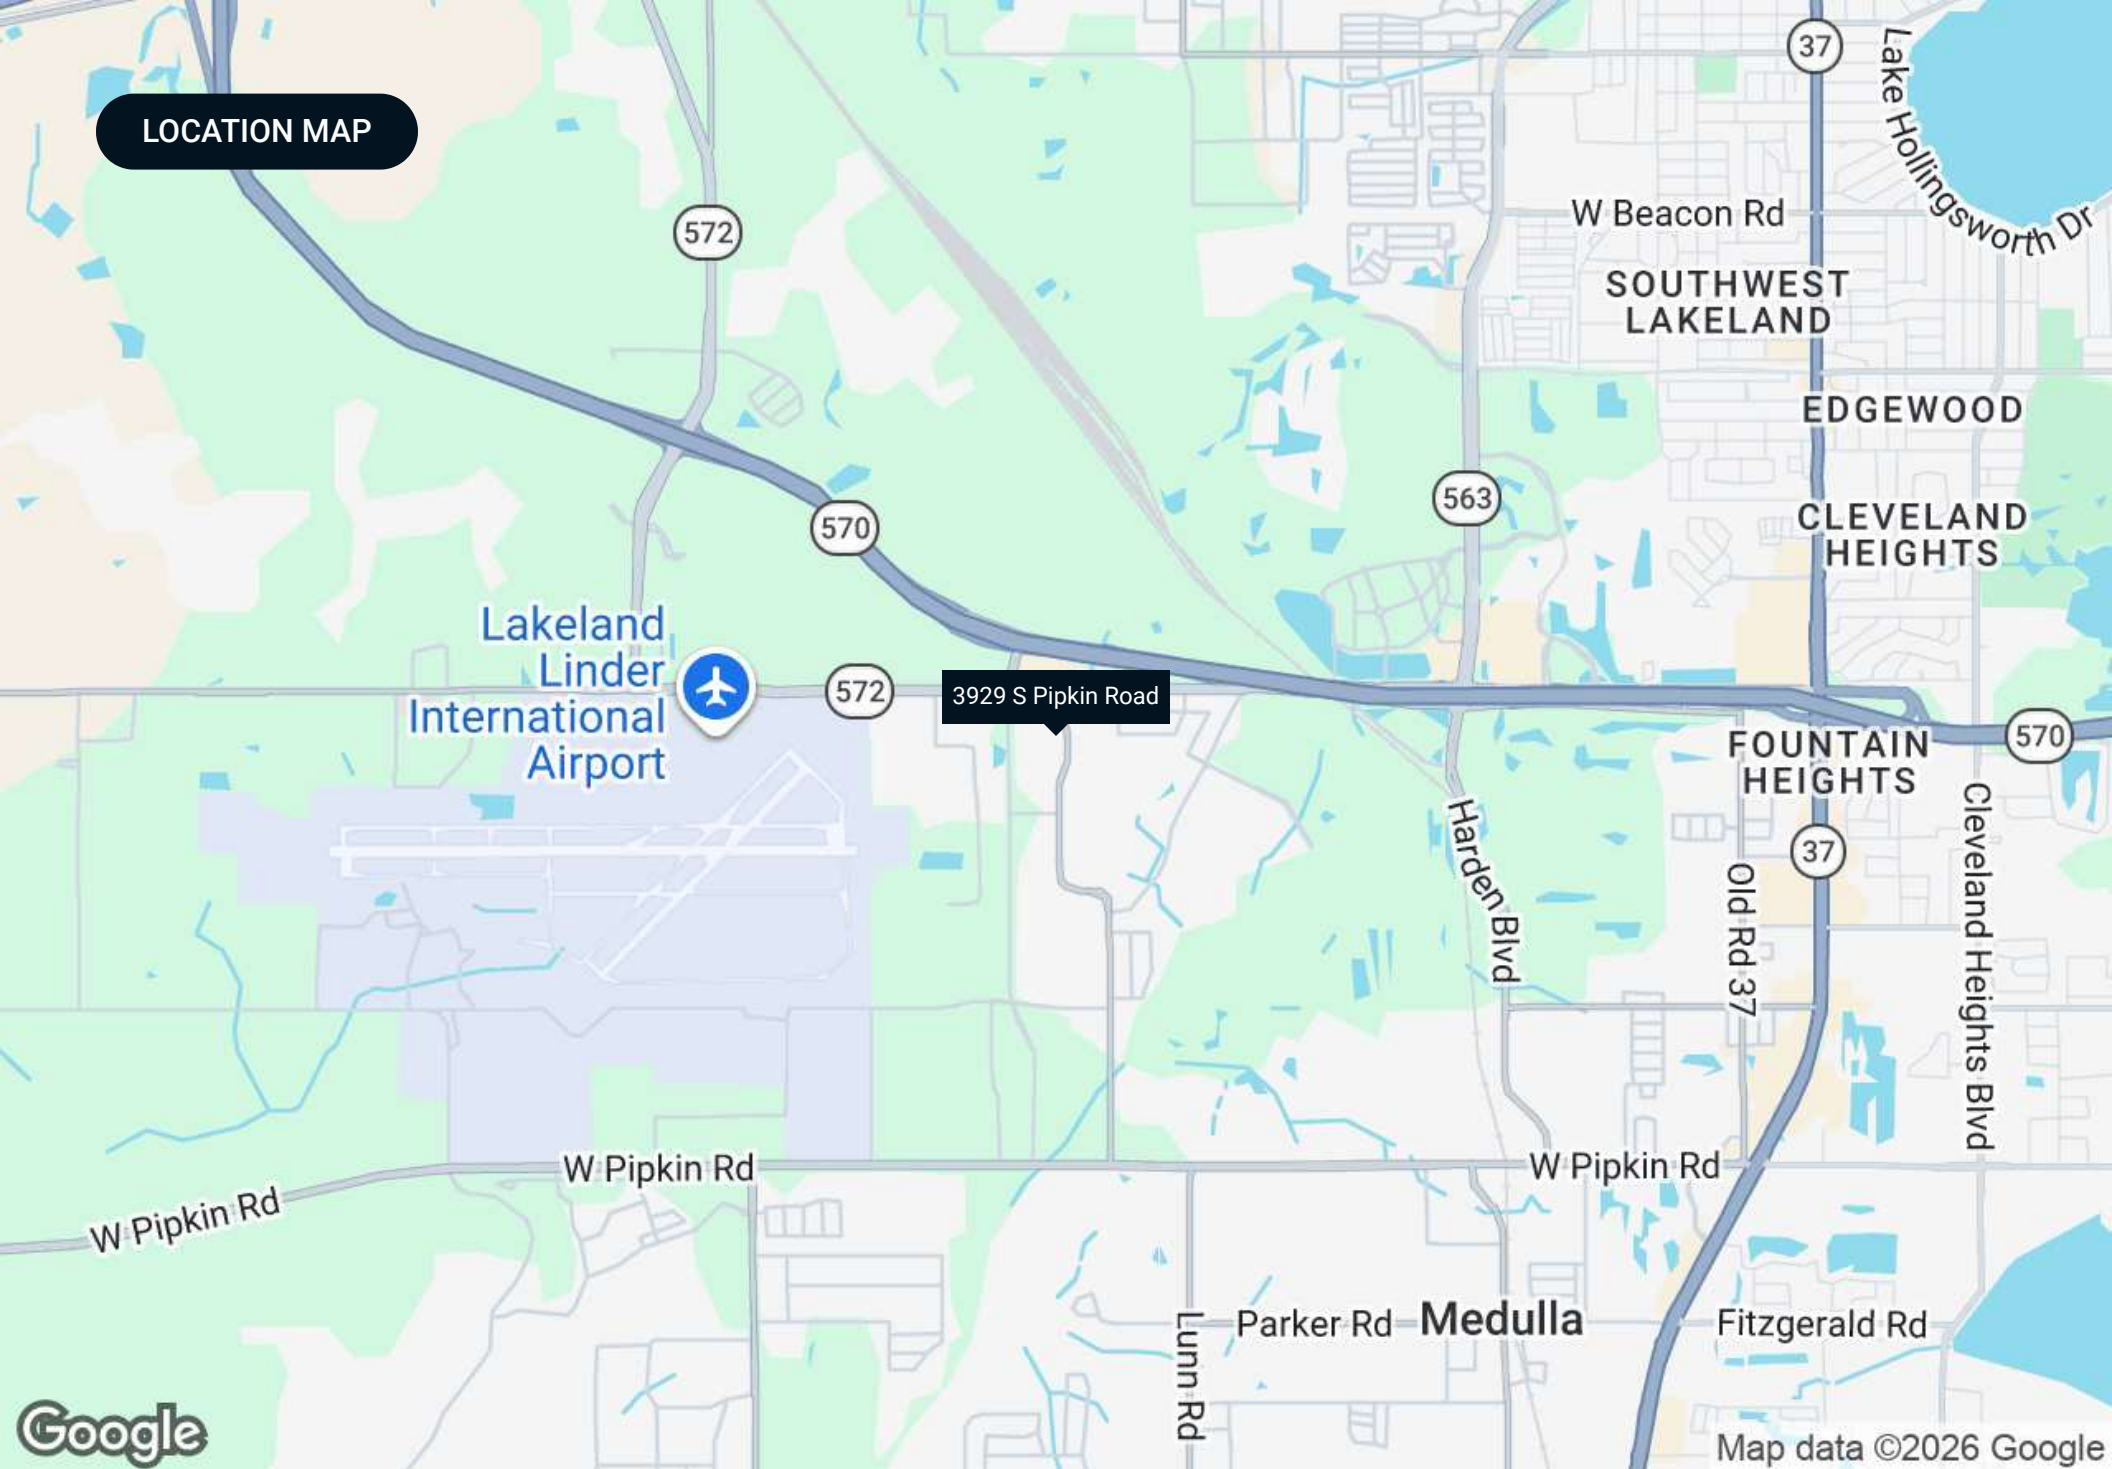 37
Lake Hollingsworth Dr
LOCATION MAP
W Beacon Rd
572
SOUTHWEST
LAKELAND
EDGEWOOD
563
CLEVELAND
HEIGHTS
570
Lakeland
Linder
International
Airport
572
3929 S Pipkin Road
570
FOUNTAIN
HEIGHTS
Harden Blvd
37
Old Rd 37
Cleveland Heights Blvd
W Pipkin Rd
W Pipkin Rd
W Pipkin Rd
Lunn Rd
Parker Rd
Medulla
Fitzgerald Rd
Google
Map data ©2026 Google